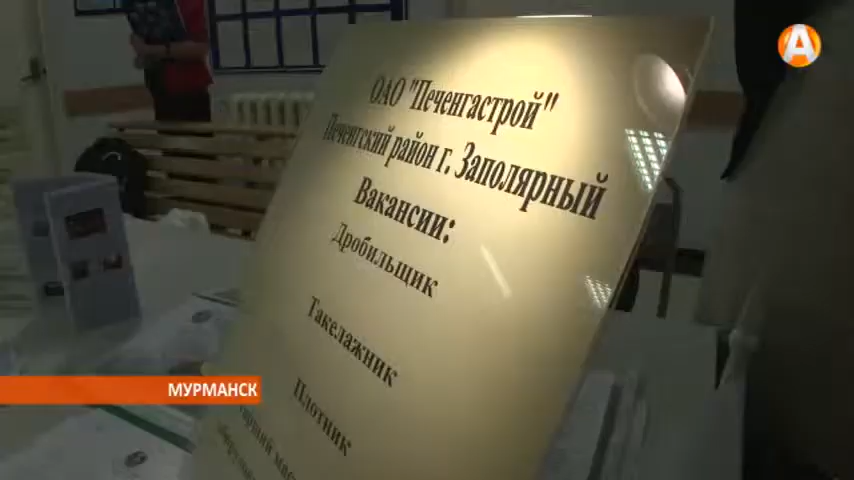 А
ОАО "Печенгастрой"
Печенгский район г. Заполярный
Вакансии:
Дробильщик
Такелажник
Плотник
МУРМАНСК